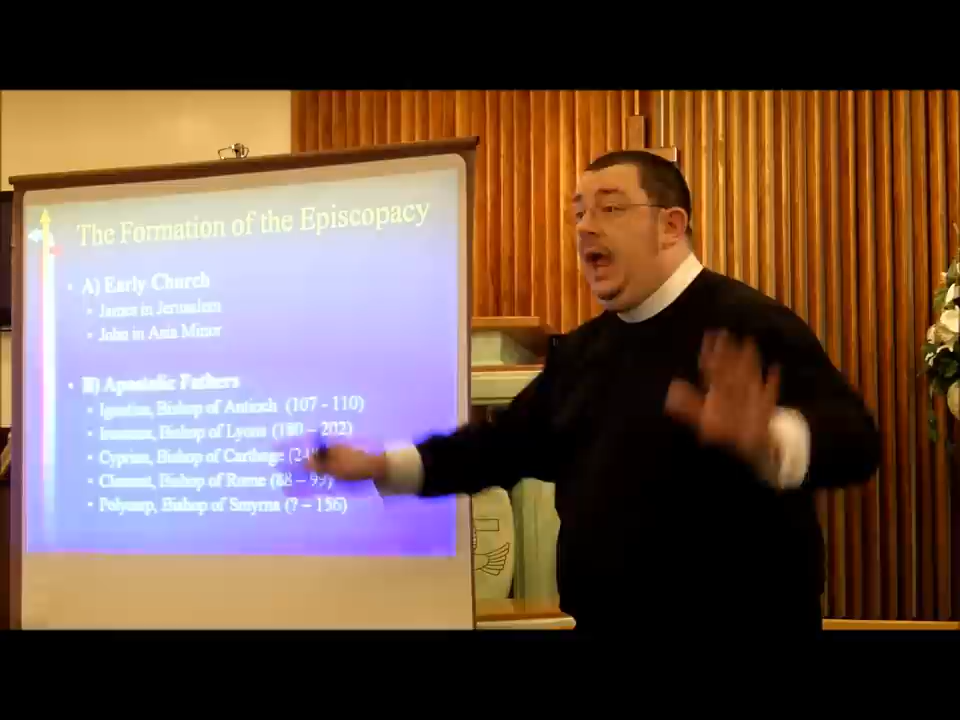 The Formation of the Episcopacy
• A) Early Church
• James in Jerusalem
• John in Asia Minor
• B) Apostolic Fathers
• Ignatius, Bishop of Antioch (107 - 110)
• Irenaeus, Bishop of Lyons (180 – 202)
• Cyprian, Bishop of Carthage
• Clement, Bishop of Rome (88 – 99)
• Polycarp, Bishop of Smyrna (? – 156)